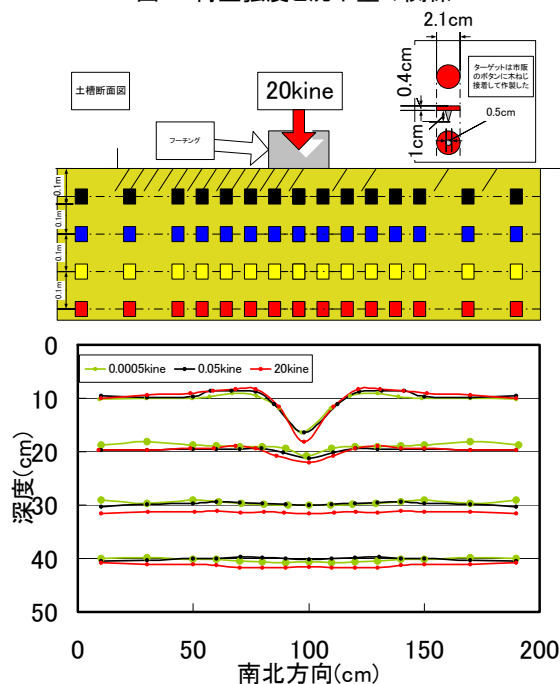 2.1cm
土槽断面図
20kine
フーチング
0.4cm
1cm
ターゲットは市販
のボタンに木ねじ
接着して作製した
0.5cm
0.1m
0.1m
0.1m
0.1m
0.0005kine
0.05kine
20kine
0
10
20
30
40
50
深度(cm)
0
50
100
150
200
南北方向(cm)